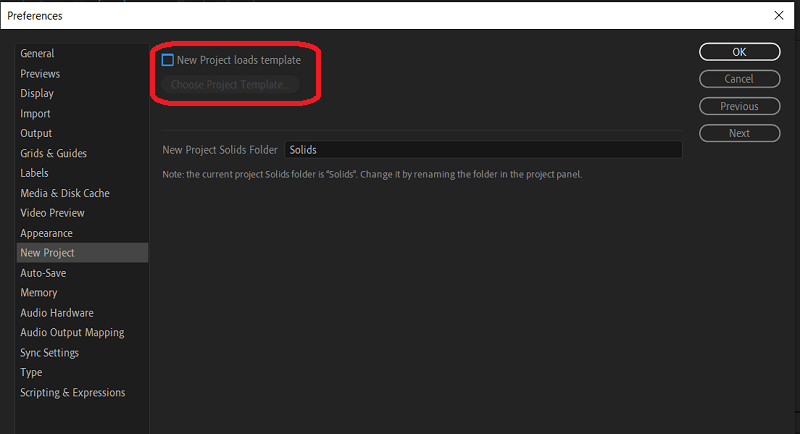 Preferences
General
Previews
Display
Import
Output
Grids & Guides
Labels
Media & Disk Cache
Video Preview
Appearance
New Project
Auto-Save
Memory
Audio Hardware
Audio Output Mapping
Sync Settings
Type
Scripting & Expressions
New Project loads template
Choose Project Template...
New Project Solids Folder Solids
Note: the current project Solids folder is "Solids". Change it by renaming the folder in the project panel.
OK
Cancel
Previous
Next